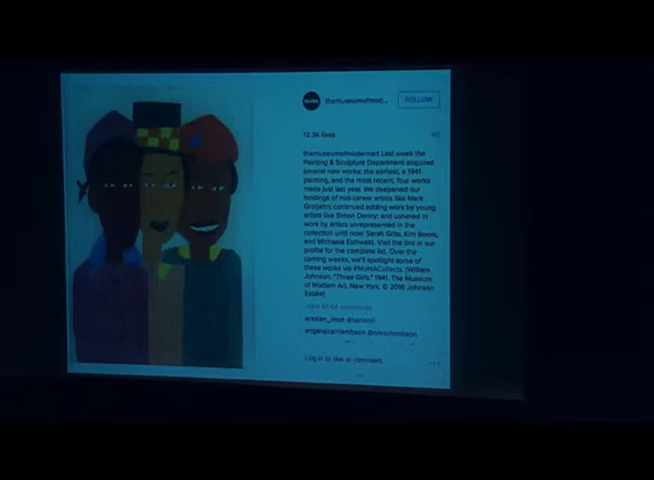 themuseumofmod...
FOLLOW
12.3k likes
themuseumofmodernart Last week the
Painting & Sculpture Department acquired
several new works: the earliest, a 1941
painting, and the most recent, four works
made just last year. We deepened our
holdings of mid-career artists like Mark
Grotjahn; continued adding work by young
artists like Simon Denny; and ushered in
work by artists unrepresented in the
collection until now: Sarah Grilo, Kim Beom,
and Michaela Eichwald. Visit the link in our
profile for the complete list. Over the
coming weeks, we'll spotlight some of
these works via #MoMACollects. [William
Johnson. "Three Girls." 1941. The Museum
of Modern Art, New York. © 2016 Johnson
Estate]
view all 64 comments
Log in to like or comment.